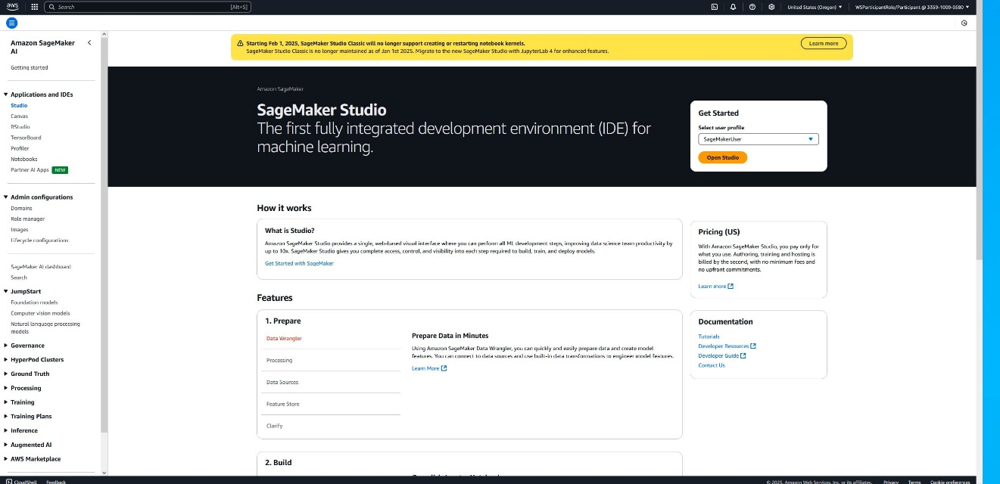 aws
Search [Alt+S]
United States (Oregon)
WSParticipantRole/Participant @ 3359-1009-0580
Amazon SageMaker AI
Getting started
Applications and IDEs
Studio
Canvas
RStudio
TensorBoard
Profiler
Notebooks
Partner AI Apps NEW
Admin configurations
Domains
Role manager
Images
Lifecycle configurations
SageMaker AI dashboard
Search
JumpStart
Foundation models
Computer vision models
Natural language processing
models
Governance
HyperPod Clusters
Ground Truth
Processing
Training
Training Plans
Inference
Augmented AI
AWS Marketplace
Starting Feb 1, 2025, SageMaker Studio Classic will no longer support creating or restarting notebook kernels.
SageMaker Studio Classic is no longer maintained as of Jan 1st 2025. Migrate to the new SageMaker Studio with JupyterLab 4 for enhanced features.
Learn more
Amazon SageMaker
SageMaker Studio
The first fully integrated development environment (IDE) for
machine learning.
Get Started
Select user profile
SageMakerUser
Open Studio
How it works
What is Studio?
Amazon SageMaker Studio provides a single, web-based visual interface where you can perform all ML development steps, improving data science team productivity by
up to 10x. SageMaker Studio gives you complete access, control, and visibility into each step required to build, train, and deploy models.
Get Started with SageMaker
Features
1. Prepare
Data Wrangler
Processing
Data Sources
Feature Store
Clarify
Prepare Data in Minutes
Using Amazon SageMaker Data Wrangler, you can quickly and easily prepare data and create model
features. You can connect to data sources and use built-in data transformations to engineer model features.
Learn More
2. Build
Pricing (US)
With Amazon SageMaker Studio, you pay only for
what you use. Authoring, training and hosting is
billed by the second, with no minimum fees and
no upfront commitments.
Learn more
Documentation
Tutorials
Developer Resources
Developer Guide
Contact Us
CloudShell Feedback
© 2025, Amazon Web Services, Inc. or its affiliates. Privacy Terms Cookie preferences